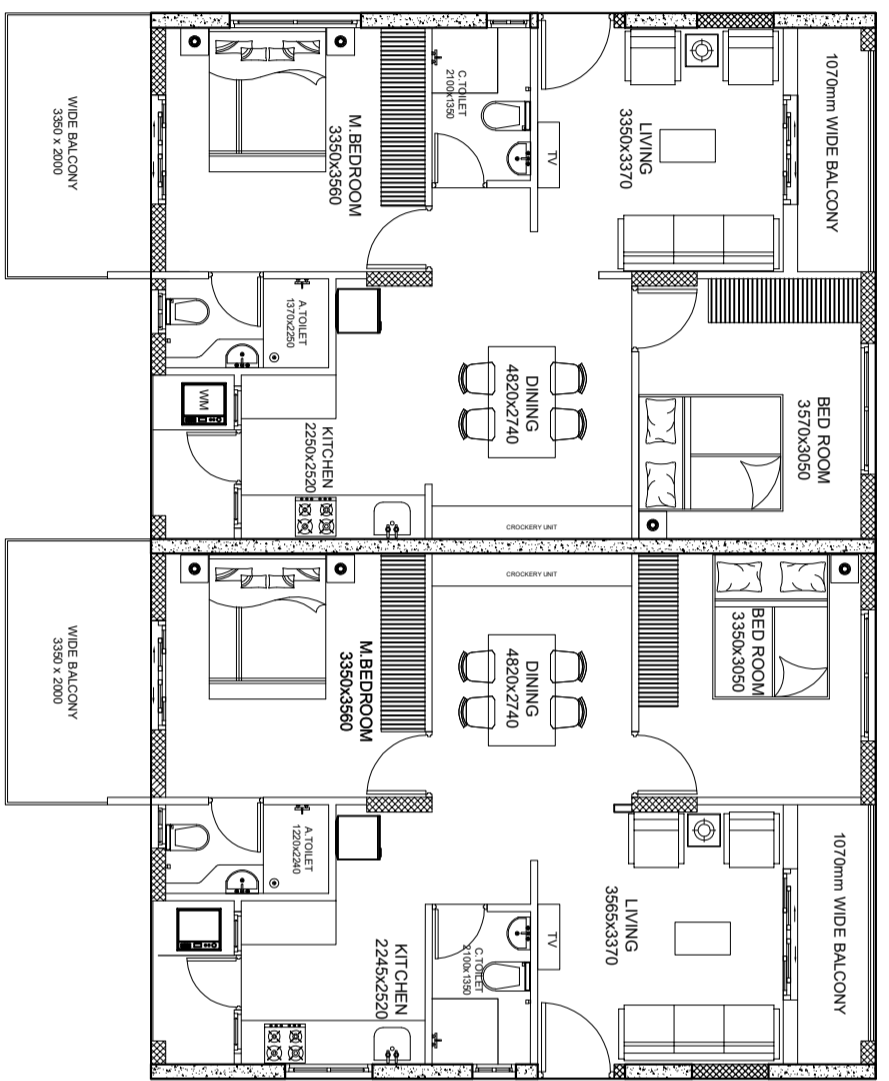 1070mm WIDE BALCONY
LIVING
3350x3370
TV
C.TOILET
2100x1350
M.BEDROOM
3350x3560
WIDE BALCONY
3350 x 2000
BED ROOM
3570x3050
DINING
4820x2740
A.TOILET
1370x2250
WM
KITCHEN
2250x2520
CROCKERY UNIT
CROCKERY UNIT
BED ROOM
3350x3050
DINING
4820x2740
M.BEDROOM
3350x3560
WIDE BALCONY
3350 x 2000
1070mm WIDE BALCONY
LIVING
3565x3370
TV
C.TOILET
2100x1350
A.TOILET
1220x2240
KITCHEN
2245x2520